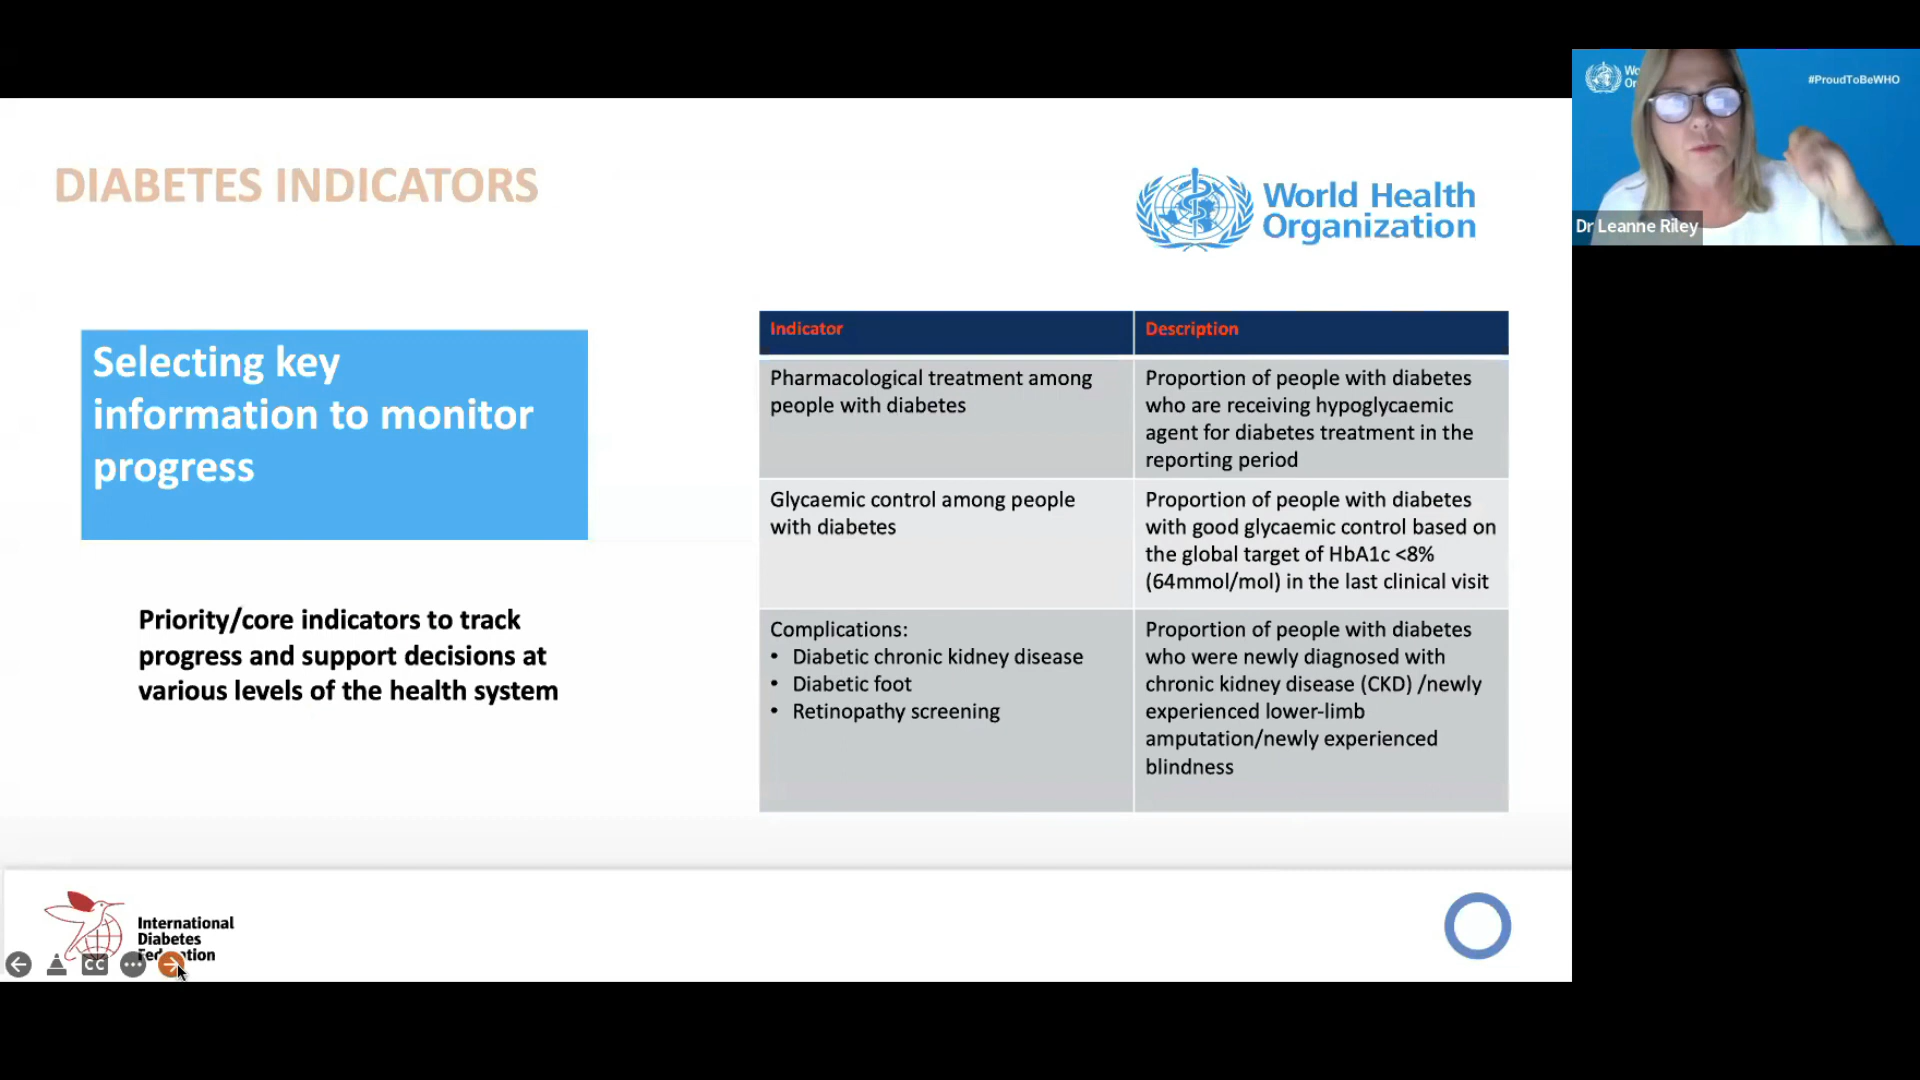 DIABETES INDICATORS
World Health
Organization
#ProudToBeWHO
Dr Leanne Riley
Selecting key
information to monitor
progress
Priority/core indicators to track
progress and support decisions at
various levels of the health system
Indicator
Description
Pharmacological treatment among
people with diabetes
Proportion of people with diabetes
who are receiving hypoglycaemic
agent for diabetes treatment in the
reporting period
Glycaemic control among people
with diabetes
Proportion of people with diabetes
with good glycaemic control based on
the global target of HbA1c <8%
(64mmol/mol) in the last clinical visit
Complications:
• Diabetic chronic kidney disease
• Diabetic foot
• Retinopathy screening
Proportion of people with diabetes
who were newly diagnosed with
chronic kidney disease (CKD) /newly
experienced lower-limb
amputation/newly experienced
blindness
International
Diabetes
CC